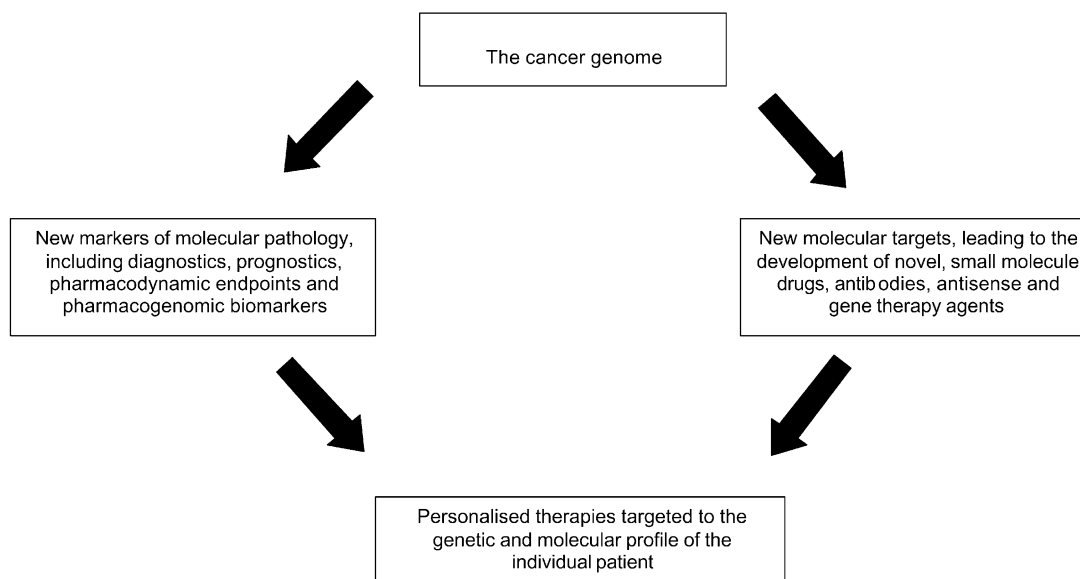 The cancer genome
New markers of molecular pathology,
including diagnostics, prognostics,
pharmacodynamic endpoints and
pharmacogenomic biomarkers
New molecular targets, leading to the
development of novel, small molecule
drugs, antibodies, antisense and
gene therapy agents
Personalised therapies targeted to the
genetic and molecular profile of the
individual patient